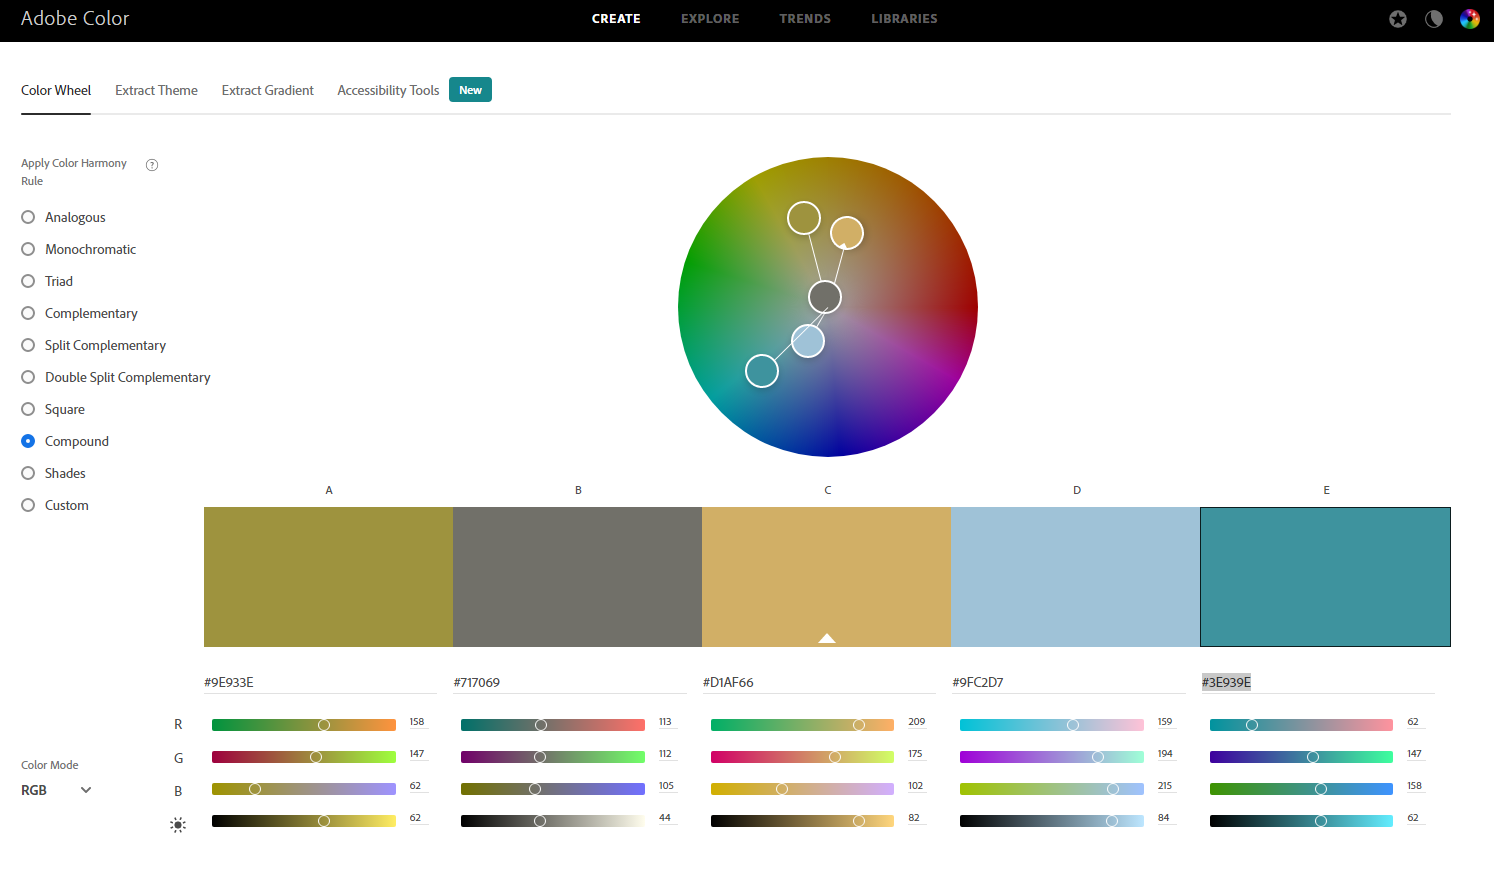 Adobe Color
CREATE EXPLORE TRENDS LIBRARIES
Color Wheel Extract Theme Extract Gradient Accessibility Tools New
Apply Color Harmony
Rule
?
Analogous
Monochromatic
Triad
Complementary
Split Complementary
Double Split Complementary
Square
Compound
Shades
Custom
A B C D E
#9E933E #717069 #D1AF66 #9FC2D7 #3E939E
R 158 113 209 159 62
G 147 112 175 194 147
Color Mode
RGB
B 62 105 102 215 158
62 44 82 84 62